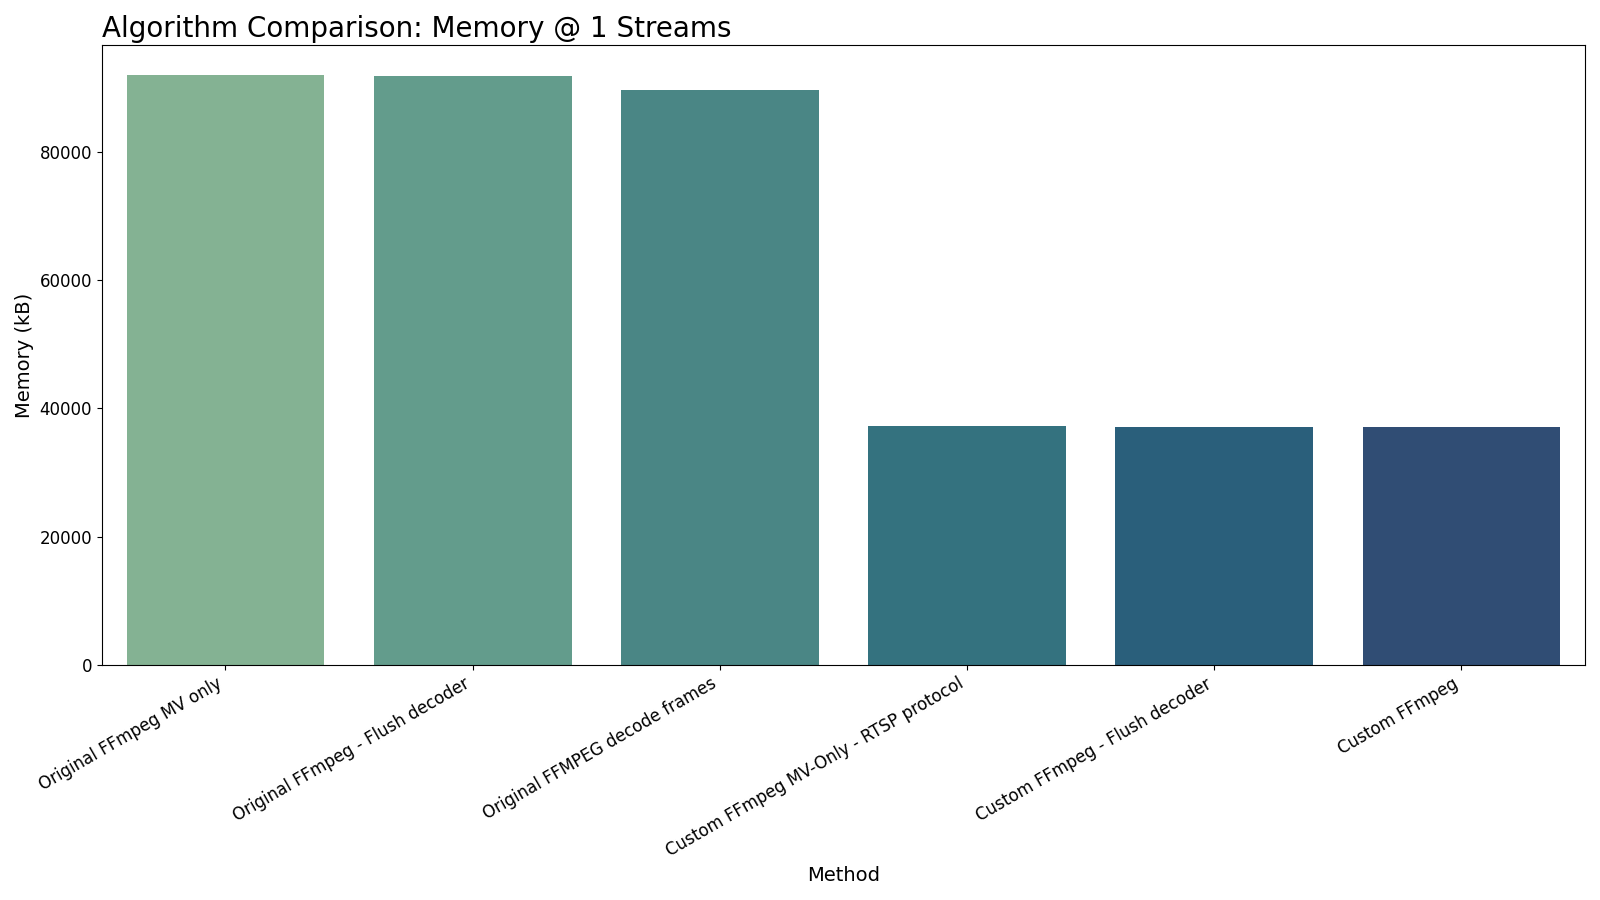 Algorithm Comparison: Memory @ 1 Streams
Memory (kB)
80000
60000
40000
20000
0
Original FFmpeg MV only
Original FFmpeg - Flush decoder
Original FFMPEG decode frames
Custom FFmpeg MV-Only - RTSP protocol
Custom FFmpeg - Flush decoder
Custom FFmpeg
Method